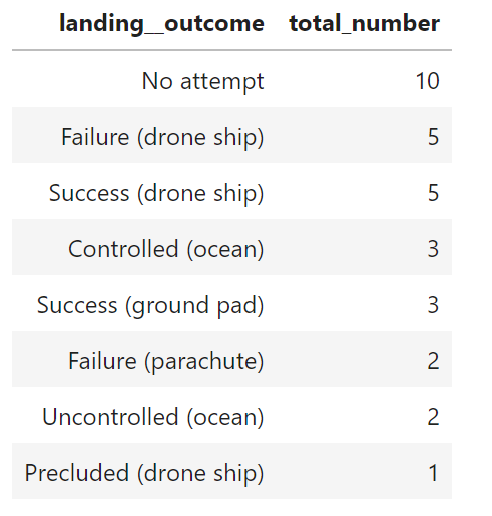 landing__outcome total_number
No attempt 10
Failure (drone ship) 5
Success (drone ship) 5
Controlled (ocean) 3
Success (ground pad) 3
Failure (parachute) 2
Uncontrolled (ocean) 2
Precluded (drone ship) 1